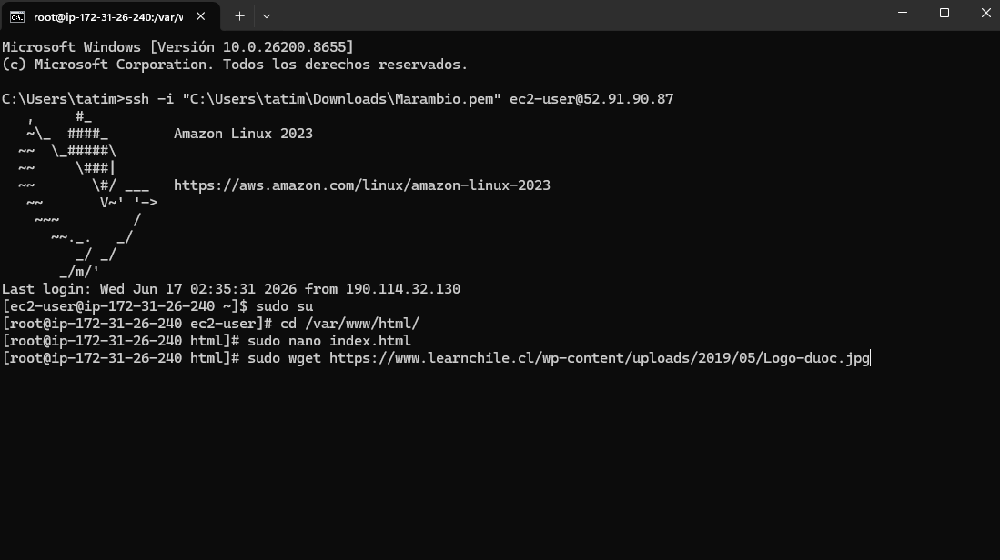 root@ip-172-31-26-240:/var/w
Microsoft Windows [Versión 10.0.26200.8655]
(c) Microsoft Corporation. Todos los derechos reservados.
C:\Users\tatim>ssh -i "C:\Users\tatim\Downloads\Marambio.pem" ec2-user@52.91.90.87
   ,     #_
   ~\_  ####_        Amazon Linux 2023
  ~~  \_#####\
  ~~     \###|
  ~~       \#/ ___   https://aws.amazon.com/linux/amazon-linux-2023
   ~~       V~' '->
    ~~~         /
      ~~._.   _/
         _/ _/
       _/m/'
Last login: Wed Jun 17 02:35:31 2026 from 190.114.32.130
[ec2-user@ip-172-31-26-240 ~]$ sudo su
[root@ip-172-31-26-240 ec2-user]# cd /var/www/html/
[root@ip-172-31-26-240 html]# sudo nano index.html
[root@ip-172-31-26-240 html]# sudo wget https://www.learnchile.cl/wp-content/uploads/2019/05/Logo-duoc.jpg